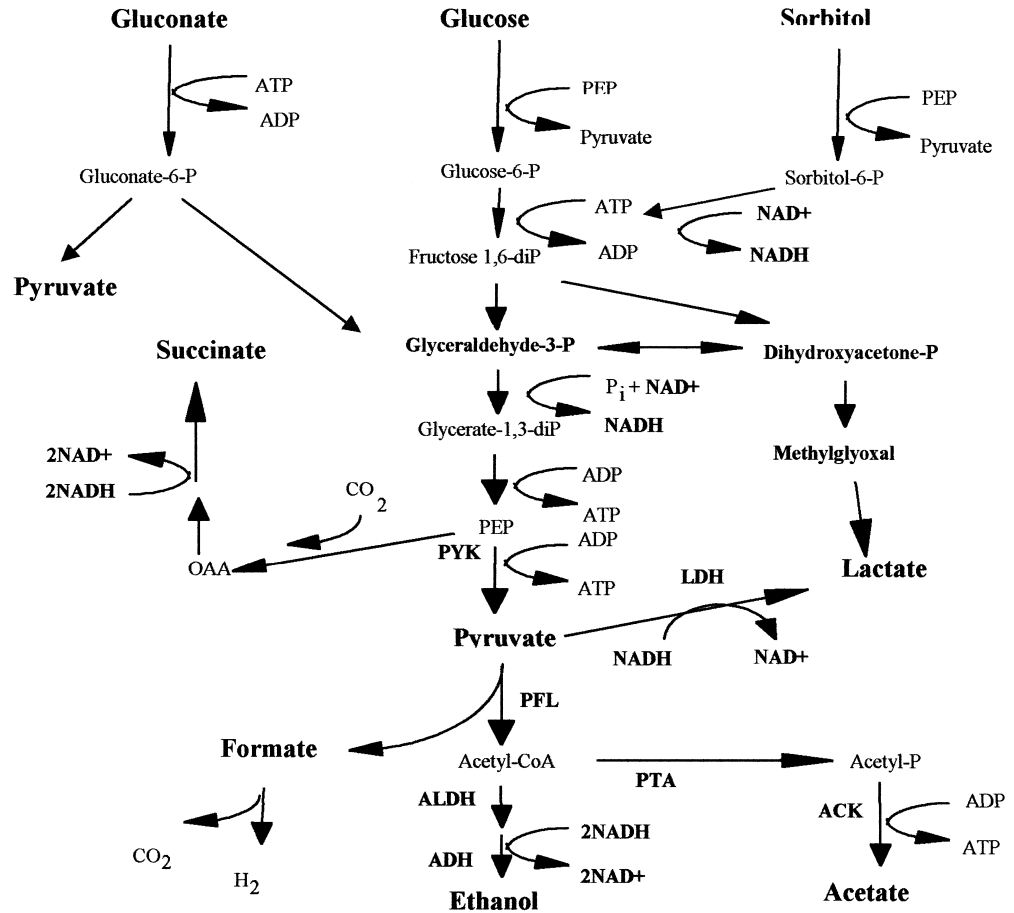 Gluconate
Glucose
Sorbitol
ATP
ADP
PEP
Pyruvate
PEP
Pyruvate
Gluconate-6-P
Glucose-6-P
Sorbitol-6-P
ATP
ADP
NAD+
NADH
Fructose 1,6-diP
Pyruvate
Succinate
Glyceraldehyde-3-P
Dihydroxyacetone-P
Pi + NAD+
NADH
Glycerate-1,3-diP
Methylglyoxal
2NAD+
2NADH
CO2
ADP
ATP
PEP
PYK
ADP
ATP
OAA
LDH
Lactate
Pyruvate
NADH
NAD+
PFL
Formate
Acetyl-CoA
PTA
Acetyl-P
ALDH
ACK
ADP
ATP
2NADH
ADH
2NAD+
CO2
H2
Ethanol
Acetate